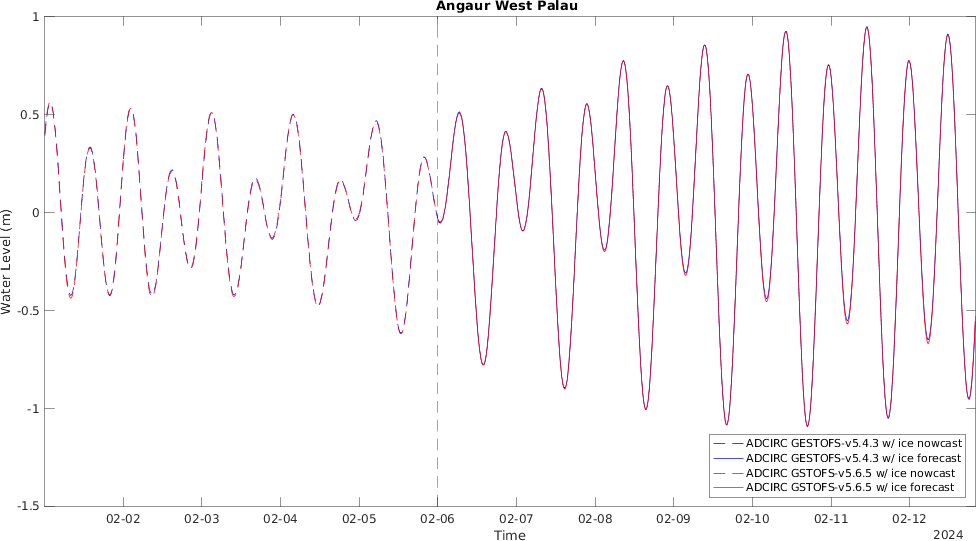 Angaur West Palau
Water Level (m)
1
0.5
0
-0.5
-1
-1.5
ADCIRC GESTOFS-v5.4.3 w/ ice nowcast
ADCIRC GESTOFS-v5.4.3 w/ ice forecast
ADCIRC GSTOFS-v5.6.5 w/ ice nowcast
ADCIRC GSTOFS-v5.6.5 w/ ice forecast
02-02 02-03 02-04 02-05 02-06 02-07 02-08 02-09 02-10 02-11 02-12
Time
2024